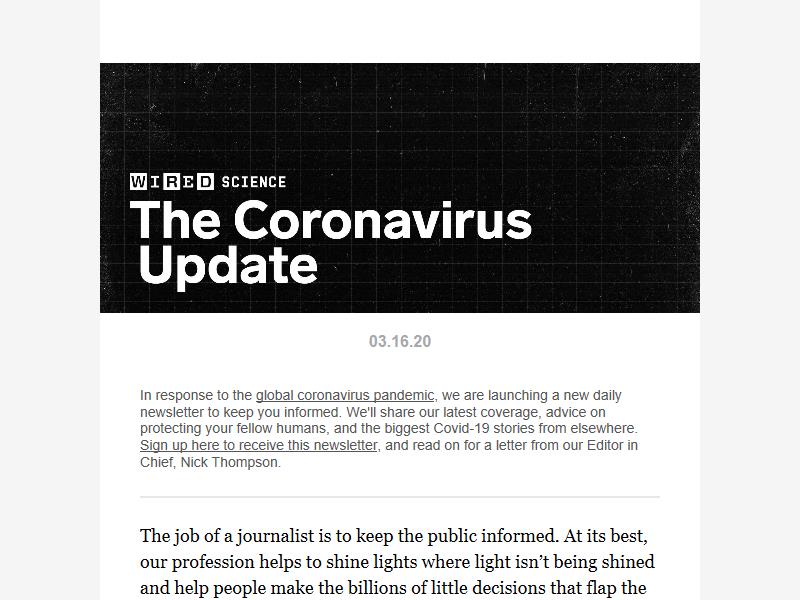 WIRED SCIENCE
The Coronavirus
Update
03.16.20
In response to the global coronavirus pandemic, we are launching a new daily
newsletter to keep you informed. We'll share our latest coverage, advice on
protecting your fellow humans, and the biggest Covid-19 stories from elsewhere.
Sign up here to receive this newsletter, and read on for a letter from our Editor in
Chief, Nick Thompson.
The job of a journalist is to keep the public informed. At its best,
our profession helps to shine lights where light isn’t being shined
and help people make the billions of little decisions that flap the